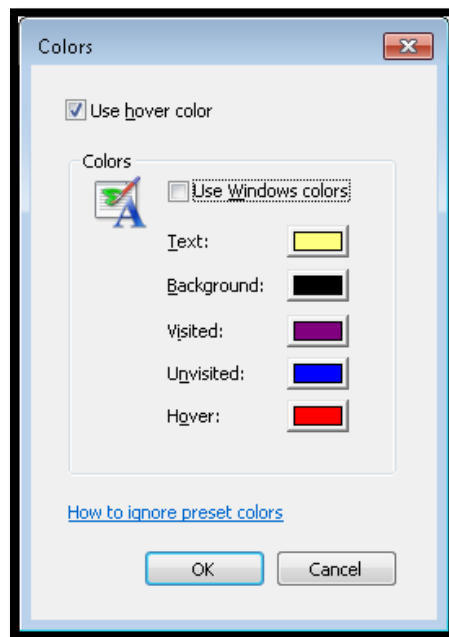 Colors
Use hover color
Colors
Use Windows colors
Text:
Background:
Visited:
Unvisited:
Hover:
How to ignore preset colors
OK Cancel